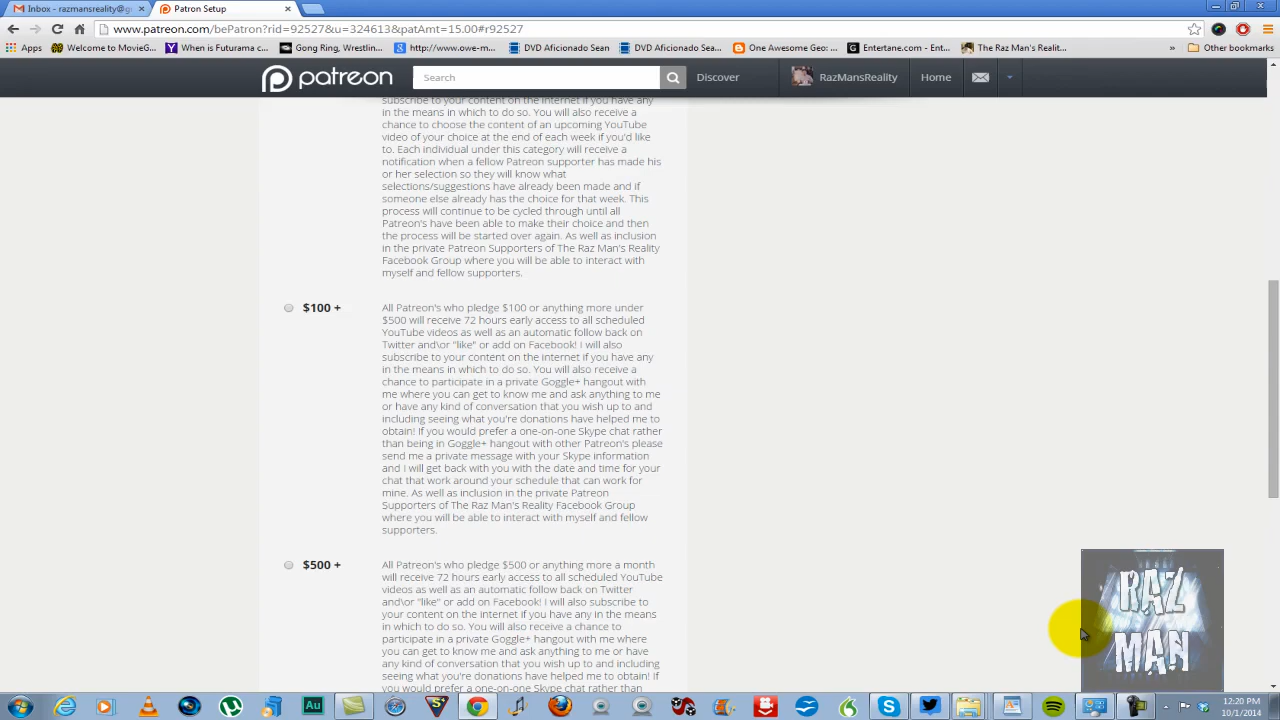 Inbox - razmansreality@g
Patron Setup
www.patreon.com/bePatron?rid=92527&u=324613&patAmt=15.00#r92527
Apps Welcome to MovieG... When is Futurama c... Gong Ring, Wrestlin... http://www.owe-m... DVD Aficionado Sean DVD Aficionado Sea... One Awesome Geo: ... Entertane.com - Ent... The Raz Man's Realit... » Other bookmarks
patreon Search Discover RazMansReality Home
subscribe to your content on the internet if you have any
in the means in which to do so. You will also receive a
chance to choose the content of an upcoming YouTube
video of your choice at the end of each week if you'd like
to. Each individual under this category will receive a
notification when a fellow Patreon supporter has made his
or her selection so they will know what
selections/suggestions have already been made and if
someone else already has the choice for that week. This
process will continue to be cycled through until all
Patreon's have been able to make their choice and then
the process will be started over again. As well as inclusion
in the private Patreon Supporters of The Raz Man's Reality
Facebook Group where you will be able to interact with
myself and fellow supporters.
$100 +
All Patreon's who pledge $100 or anything more under
$500 will receive 72 hours early access to all scheduled
YouTube videos as well as an automatic follow back on
Twitter and\or "like" or add on Facebook! I will also
subscribe to your content on the internet if you have any
in the means in which to do so. You will also receive a
chance to participate in a private Goggle+ hangout with
me where you can get to know me and ask anything to me
or have any kind of conversation that you wish up to and
including seeing what you're donations have helped me to
obtain! If you would prefer a one-on-one Skype chat rather
than being in Goggle+ hangout with other Patreon's please
send me a private message with your Skype information
and I will get back with you with the date and time for your
chat that work around your schedule that can work for
mine. As well as inclusion in the private Patreon
Supporters of The Raz Man's Reality Facebook Group
where you will be able to interact with myself and fellow
supporters.
$500 +
All Patreon's who pledge $500 or anything more a month
will receive 72 hours early access to all scheduled YouTube
videos as well as an automatic follow back on Twitter
and\or "like" or add on Facebook! I will also subscribe to
your content on the internet if you have any in the means
in which to do so. You will also receive a chance to
participate in a private Goggle+ hangout with me where
you can get to know me and ask anything to me or have
any kind of conversation that you wish up to and including
seeing what you're donations have helped me to obtain! If
you would prefer a one-on-one Skype chat rather than
RAZ
MAN
Au
12:20 PM
10/1/2014